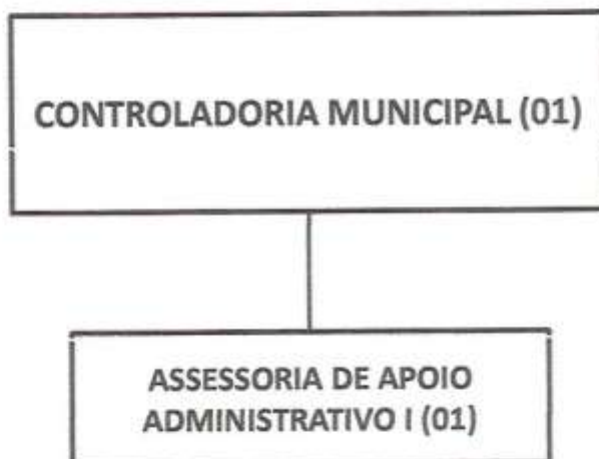 CONTROLADORIA MUNICIPAL (01)
ASSESSORIA DE APOIO
ADMINISTRATIVO I (01)